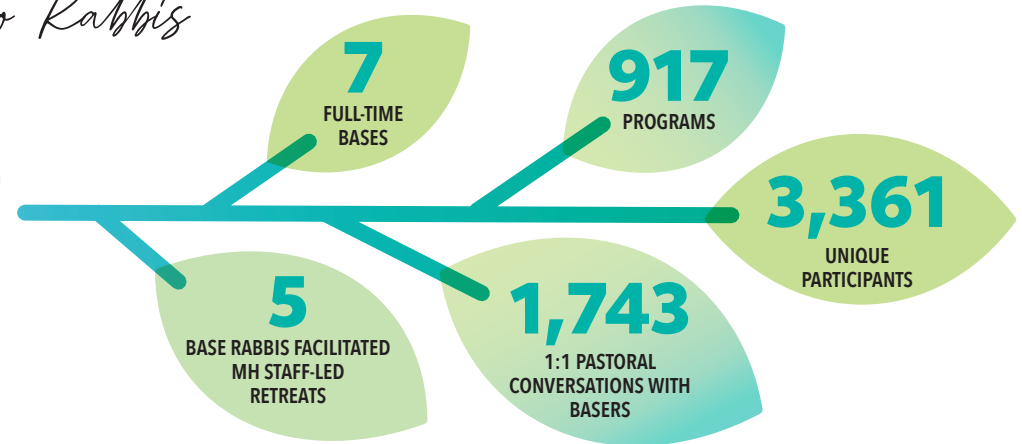 Rabbis
7
FULL-TIME
BASES
917
PROGRAMS
3,361
UNIQUE
PARTICIPANTS
5
BASE RABBIS FACILITATED
MH STAFF-LED
RETREATS
1,743
1:1 PASTORAL
CONVERSATIONS WITH
BASERS